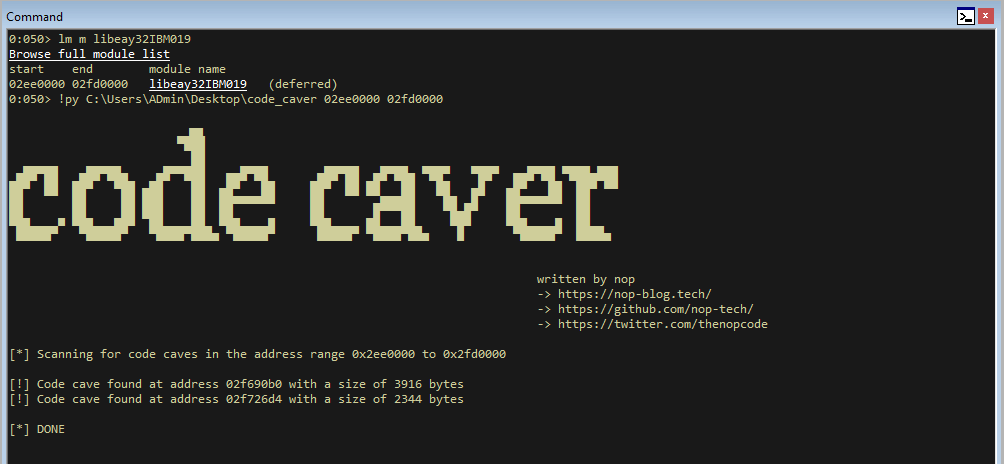 Command
0:050> lm m libeay32IBM019
Browse full module list
start    end        module name
02ee0000 02fd0000   libeay32IBM019   (deferred)
0:050> !py C:\Users\ADmin\Desktop\code_caver 02ee0000 02fd0000
code caver
written by nop
-> https://nop-blog.tech/
-> https://github.com/nop-tech/
-> https://twitter.com/thenopcode
[*] Scanning for code caves in the address range 0x2ee0000 to 0x2fd0000
[!] Code cave found at address 02f690b0 with a size of 3916 bytes
[!] Code cave found at address 02f726d4 with a size of 2344 bytes
[*] DONE